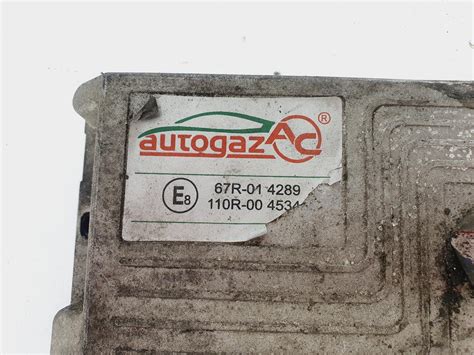 autogaz AC ®
E8 67R-01 4289
110R-00 4534